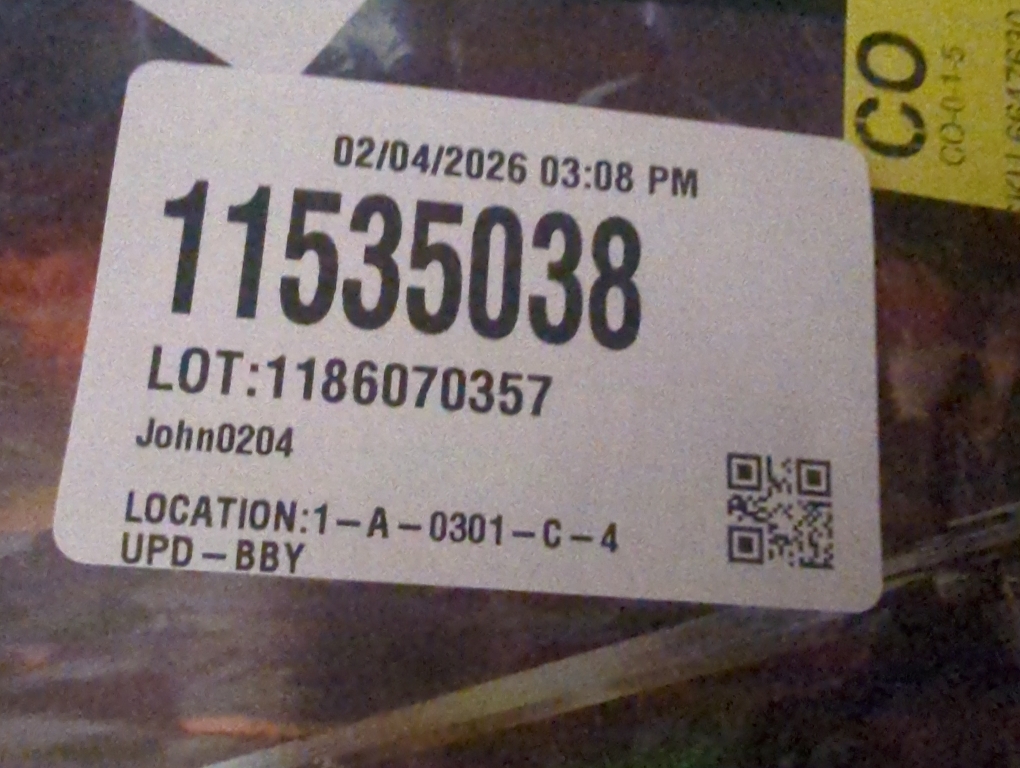 02/04/2026 03:08 PM
11535038
LOT:1186070357
John0204
LOCATION:1-A-0301-C-4
UPD-BBY
CO
CO-0-1-5